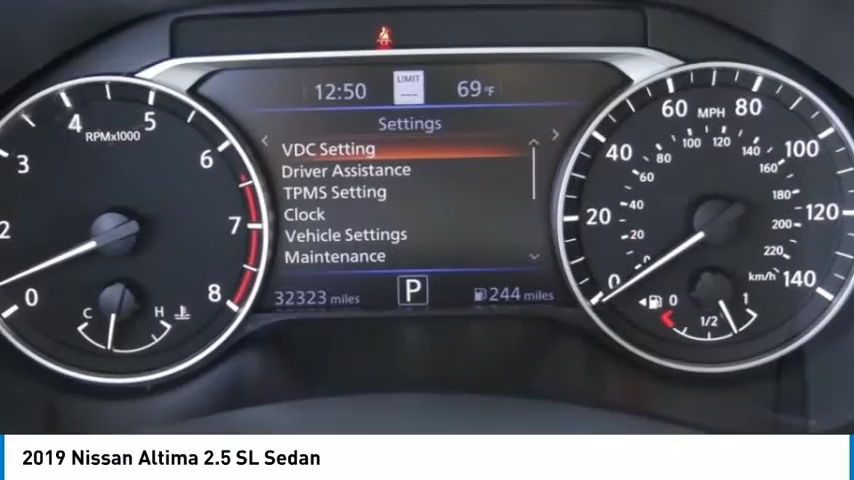 12:50
LIMIT
---
69°F
Settings
VDC Setting
Driver Assistance
TPMS Setting
Clock
Vehicle Settings
Maintenance
32323 miles
P
244 miles
RPMx1000
0
2
3
4
5
6
7
8
C
H
MPH
0
20
40
60
80
100
120
140
0
20
40
60
80
100
120
140
160
180
200
220
km/h
0
1/2
1
2019 Nissan Altima 2.5 SL Sedan